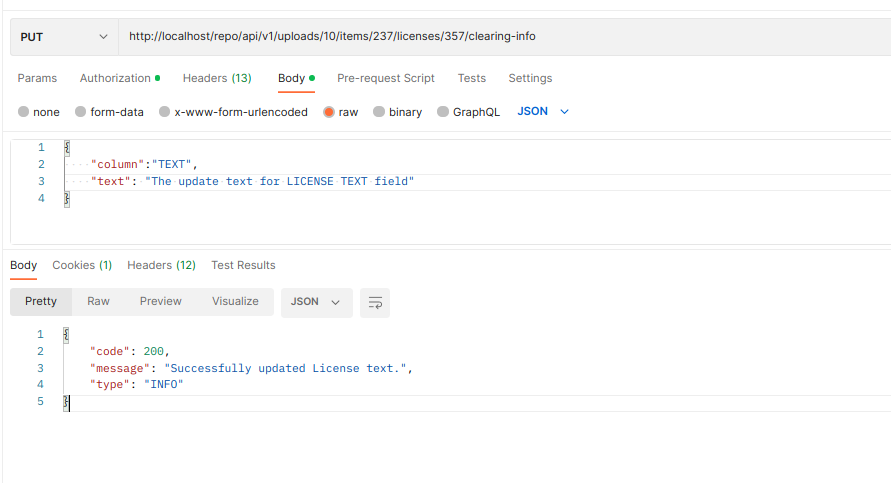 PUT http://localhost/repo/api/v1/uploads/10/items/237/licenses/357/clearing-info
Params Authorization Headers (13) Body Pre-request Script Tests Settings
none form-data x-www-form-urlencoded raw binary GraphQL JSON
1 {
2 "column":"TEXT",
3 "text": "The update text for LICENSE TEXT field"
4 }
Body Cookies (1) Headers (12) Test Results
Pretty Raw Preview Visualize JSON
1 {
2 "code": 200,
3 "message": "Successfully updated License text.",
4 "type": "INFO"
5 }